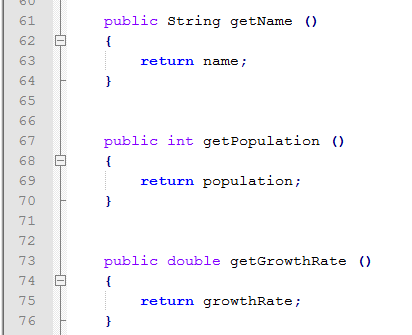 60
61 public String getName ()
62 {
63 return name;
64 }
65
66
67 public int getPopulation ()
68 {
69 return population;
70 }
71
72
73 public double getGrowthRate ()
74 {
75 return growthRate;
76 }